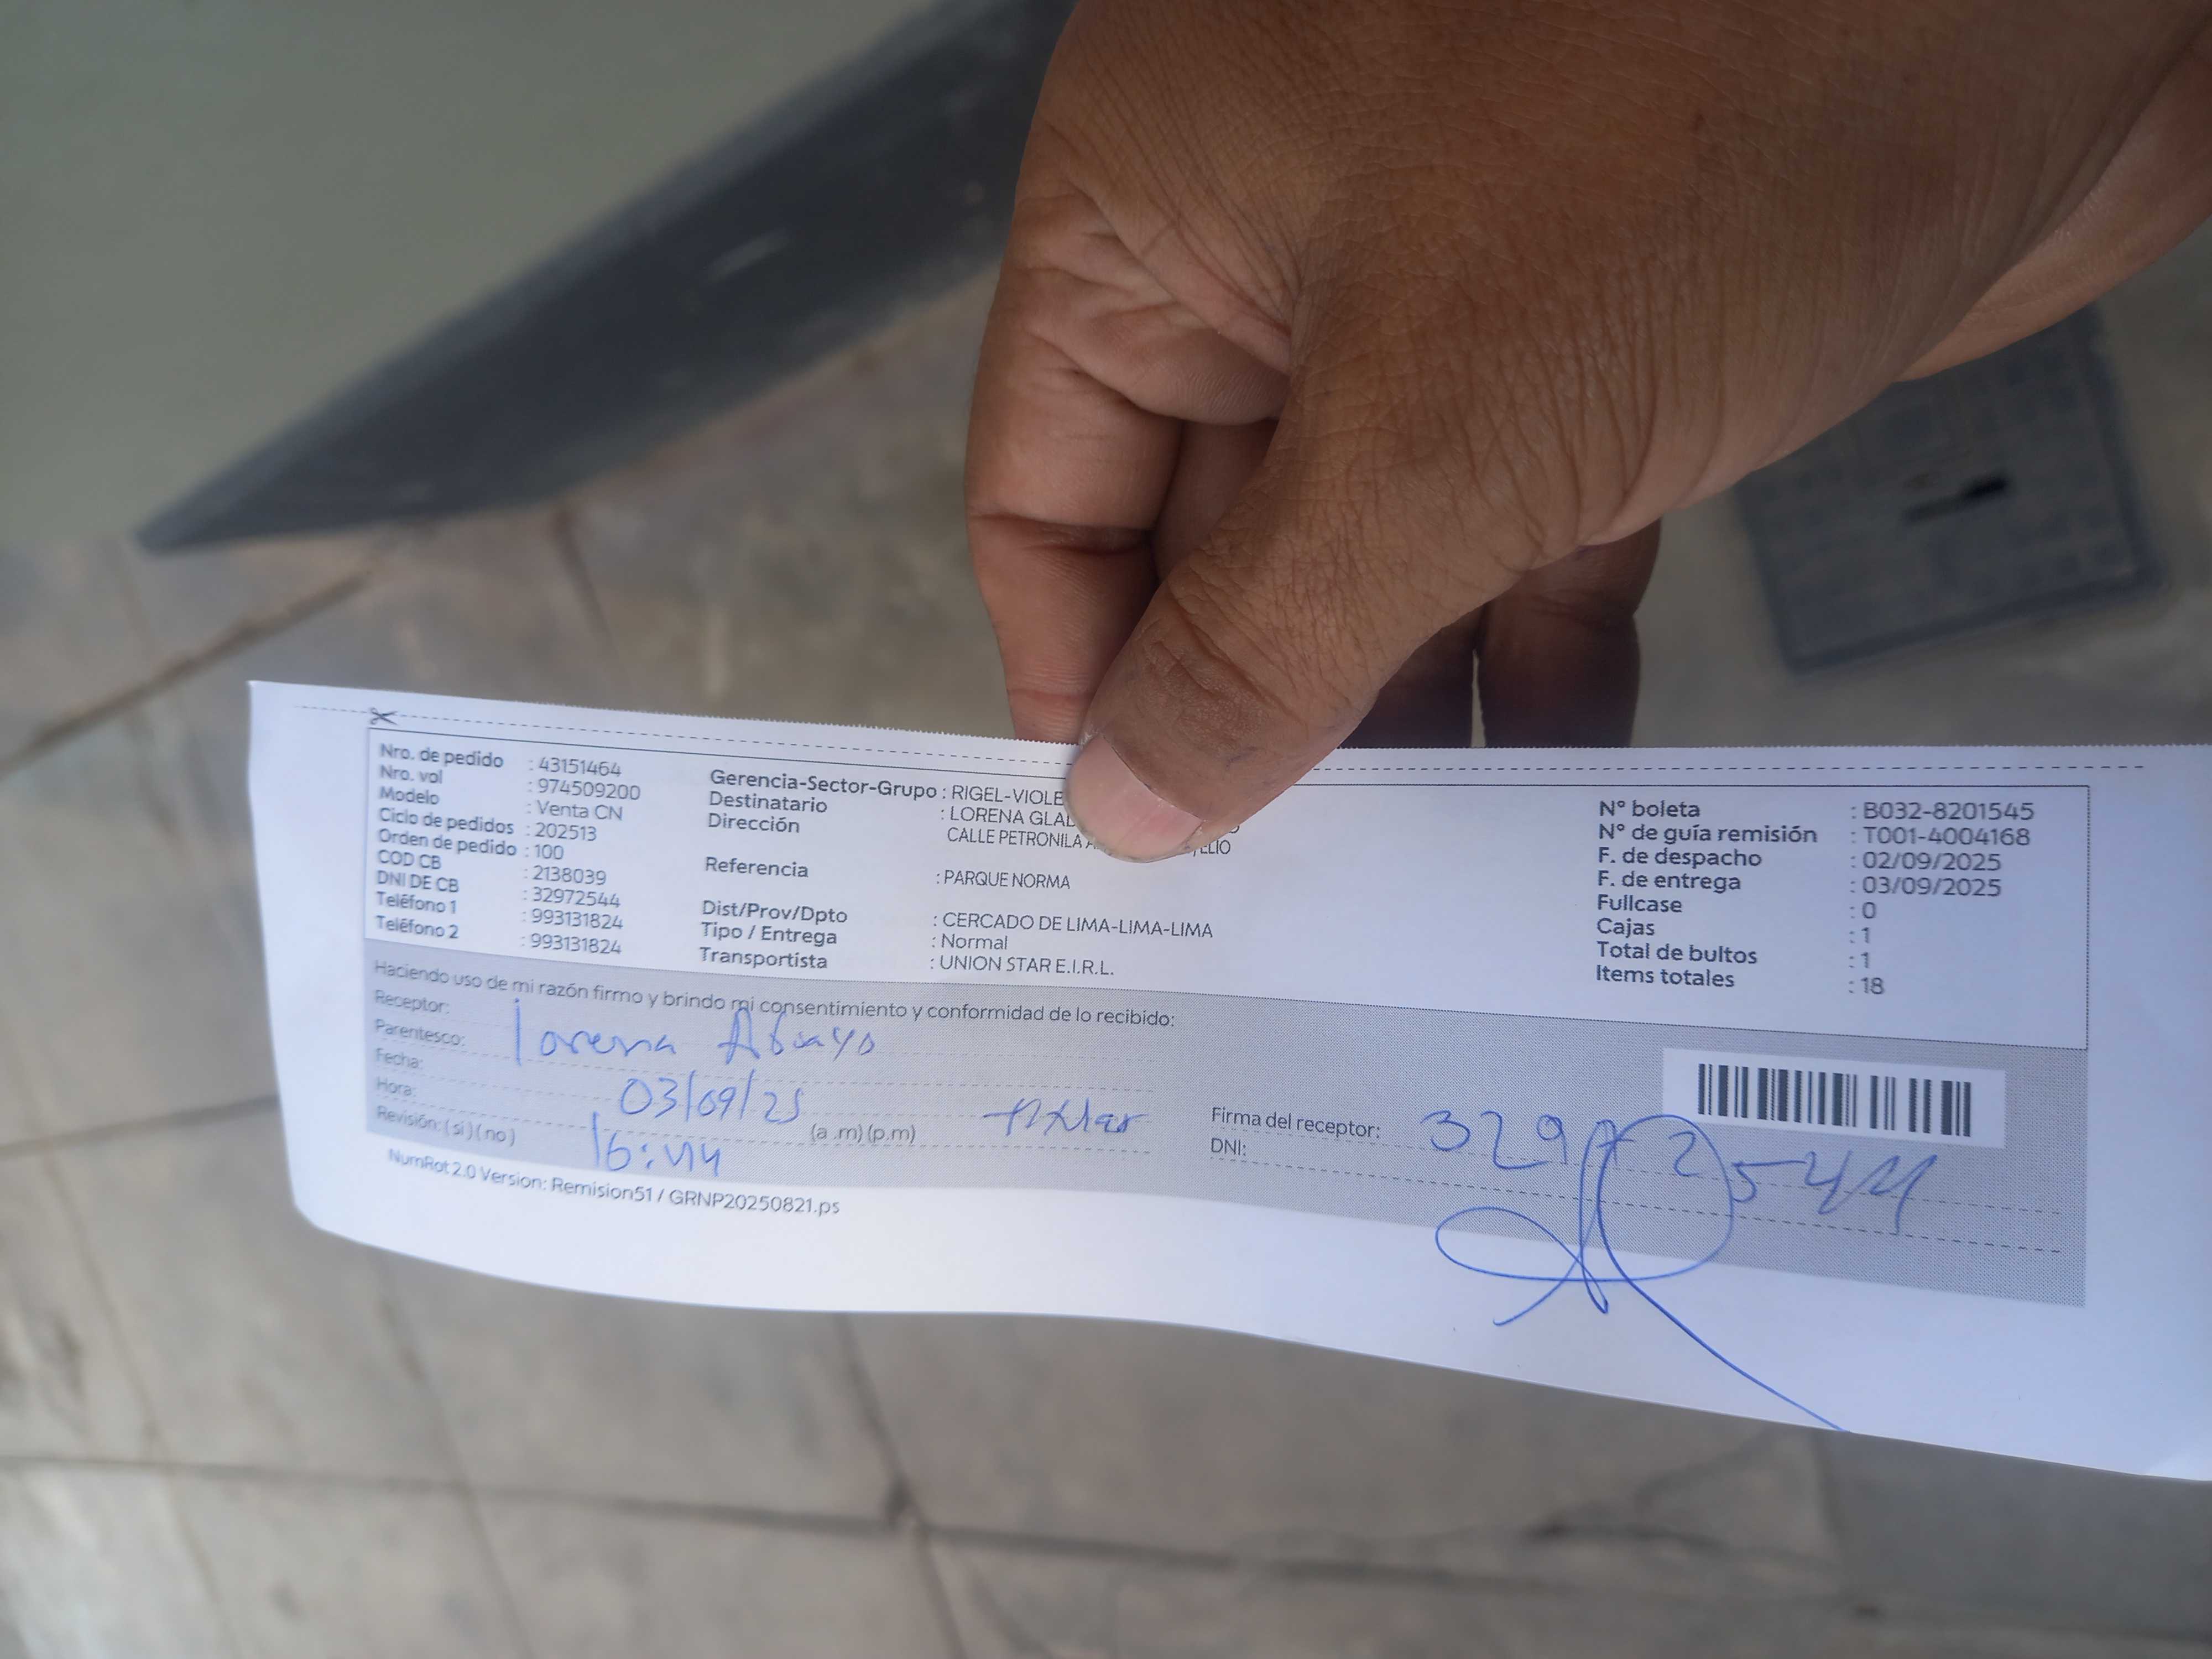 Nro. de pedido : 43151464
Nro. vol : 974509200
Modelo : Venta CN
Ciclo de pedidos : 202513
Orden de pedido : 100
COD CB : 2138039
DNI DE CB : 32972544
Teléfono 1 : 993131824
Teléfono 2 : 993131824
Gerencia-Sector-Grupo : RIGEL-VIOLE
Destinatario : LORENA GLAD
Dirección CALLE PETRONILA
Referencia : PARQUE NORMA
Dist/Prov/Dpto : CERCADO DE LIMA-LIMA-LIMA
Tipo / Entrega : Normal
Transportista : UNION STAR E.I.R.L.
N° boleta : B032-8201545
N° de guía remisión : T001-4004168
F. de despacho : 02/09/2025
F. de entrega : 03/09/2025
Fullcase : 0
Cajas : 1
Total de bultos : 1
Items totales : 18
Haciendo uso de mi razón firmo y brindo mi consentimiento y conformidad de lo recibido:
Receptor: Lorena
Parentesco:
Fecha: 03/09/25
Hora: (a .m) (p.m)
Revisión: ( si ) ( no )
Firma del receptor: 32972544
DNI:
NumRot 2.0 Version: Remision51 / GRNP20250821.ps